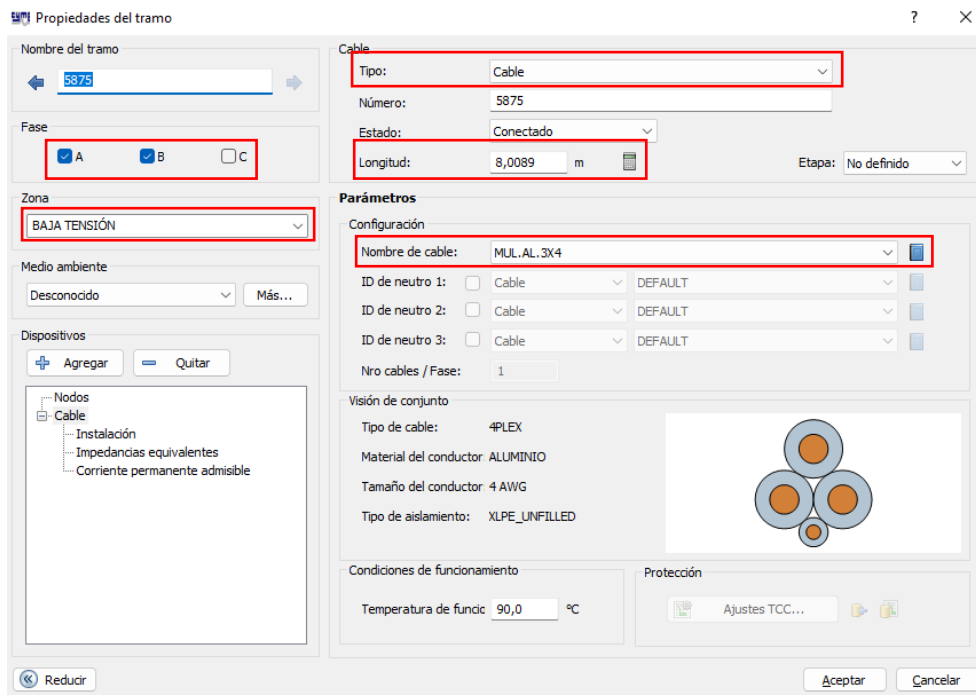 Propiedades del tramo
Nombre del tramo
5875
Fase
A B C
Zona
BAJA TENSIÓN
Medio ambiente
Desconocido Más...
Dispositivos
Agregar Quitar
Nodos
Cable
Instalación
Impedancias equivalentes
Corriente permanente admisible
Reducir
Cable
Tipo: Cable
Número: 5875
Estado: Conectado
Longitud: 8,0089 m Etapa: No definido
Parámetros
Configuración
Nombre de cable: MUL.AL.3X4
ID de neutro 1: Cable DEFAULT
ID de neutro 2: Cable DEFAULT
ID de neutro 3: Cable DEFAULT
Nro cables / Fase: 1
Visión de conjunto
Tipo de cable: 4PLEX
Material del conductor ALUMINIO
Tamaño del conductor 4 AWG
Tipo de aislamiento: XLPE_UNFILLED
Condiciones de funcionamiento
Temperatura de funcio 90,0 ºC
Protección
Ajustes TCC...
Aceptar Cancelar